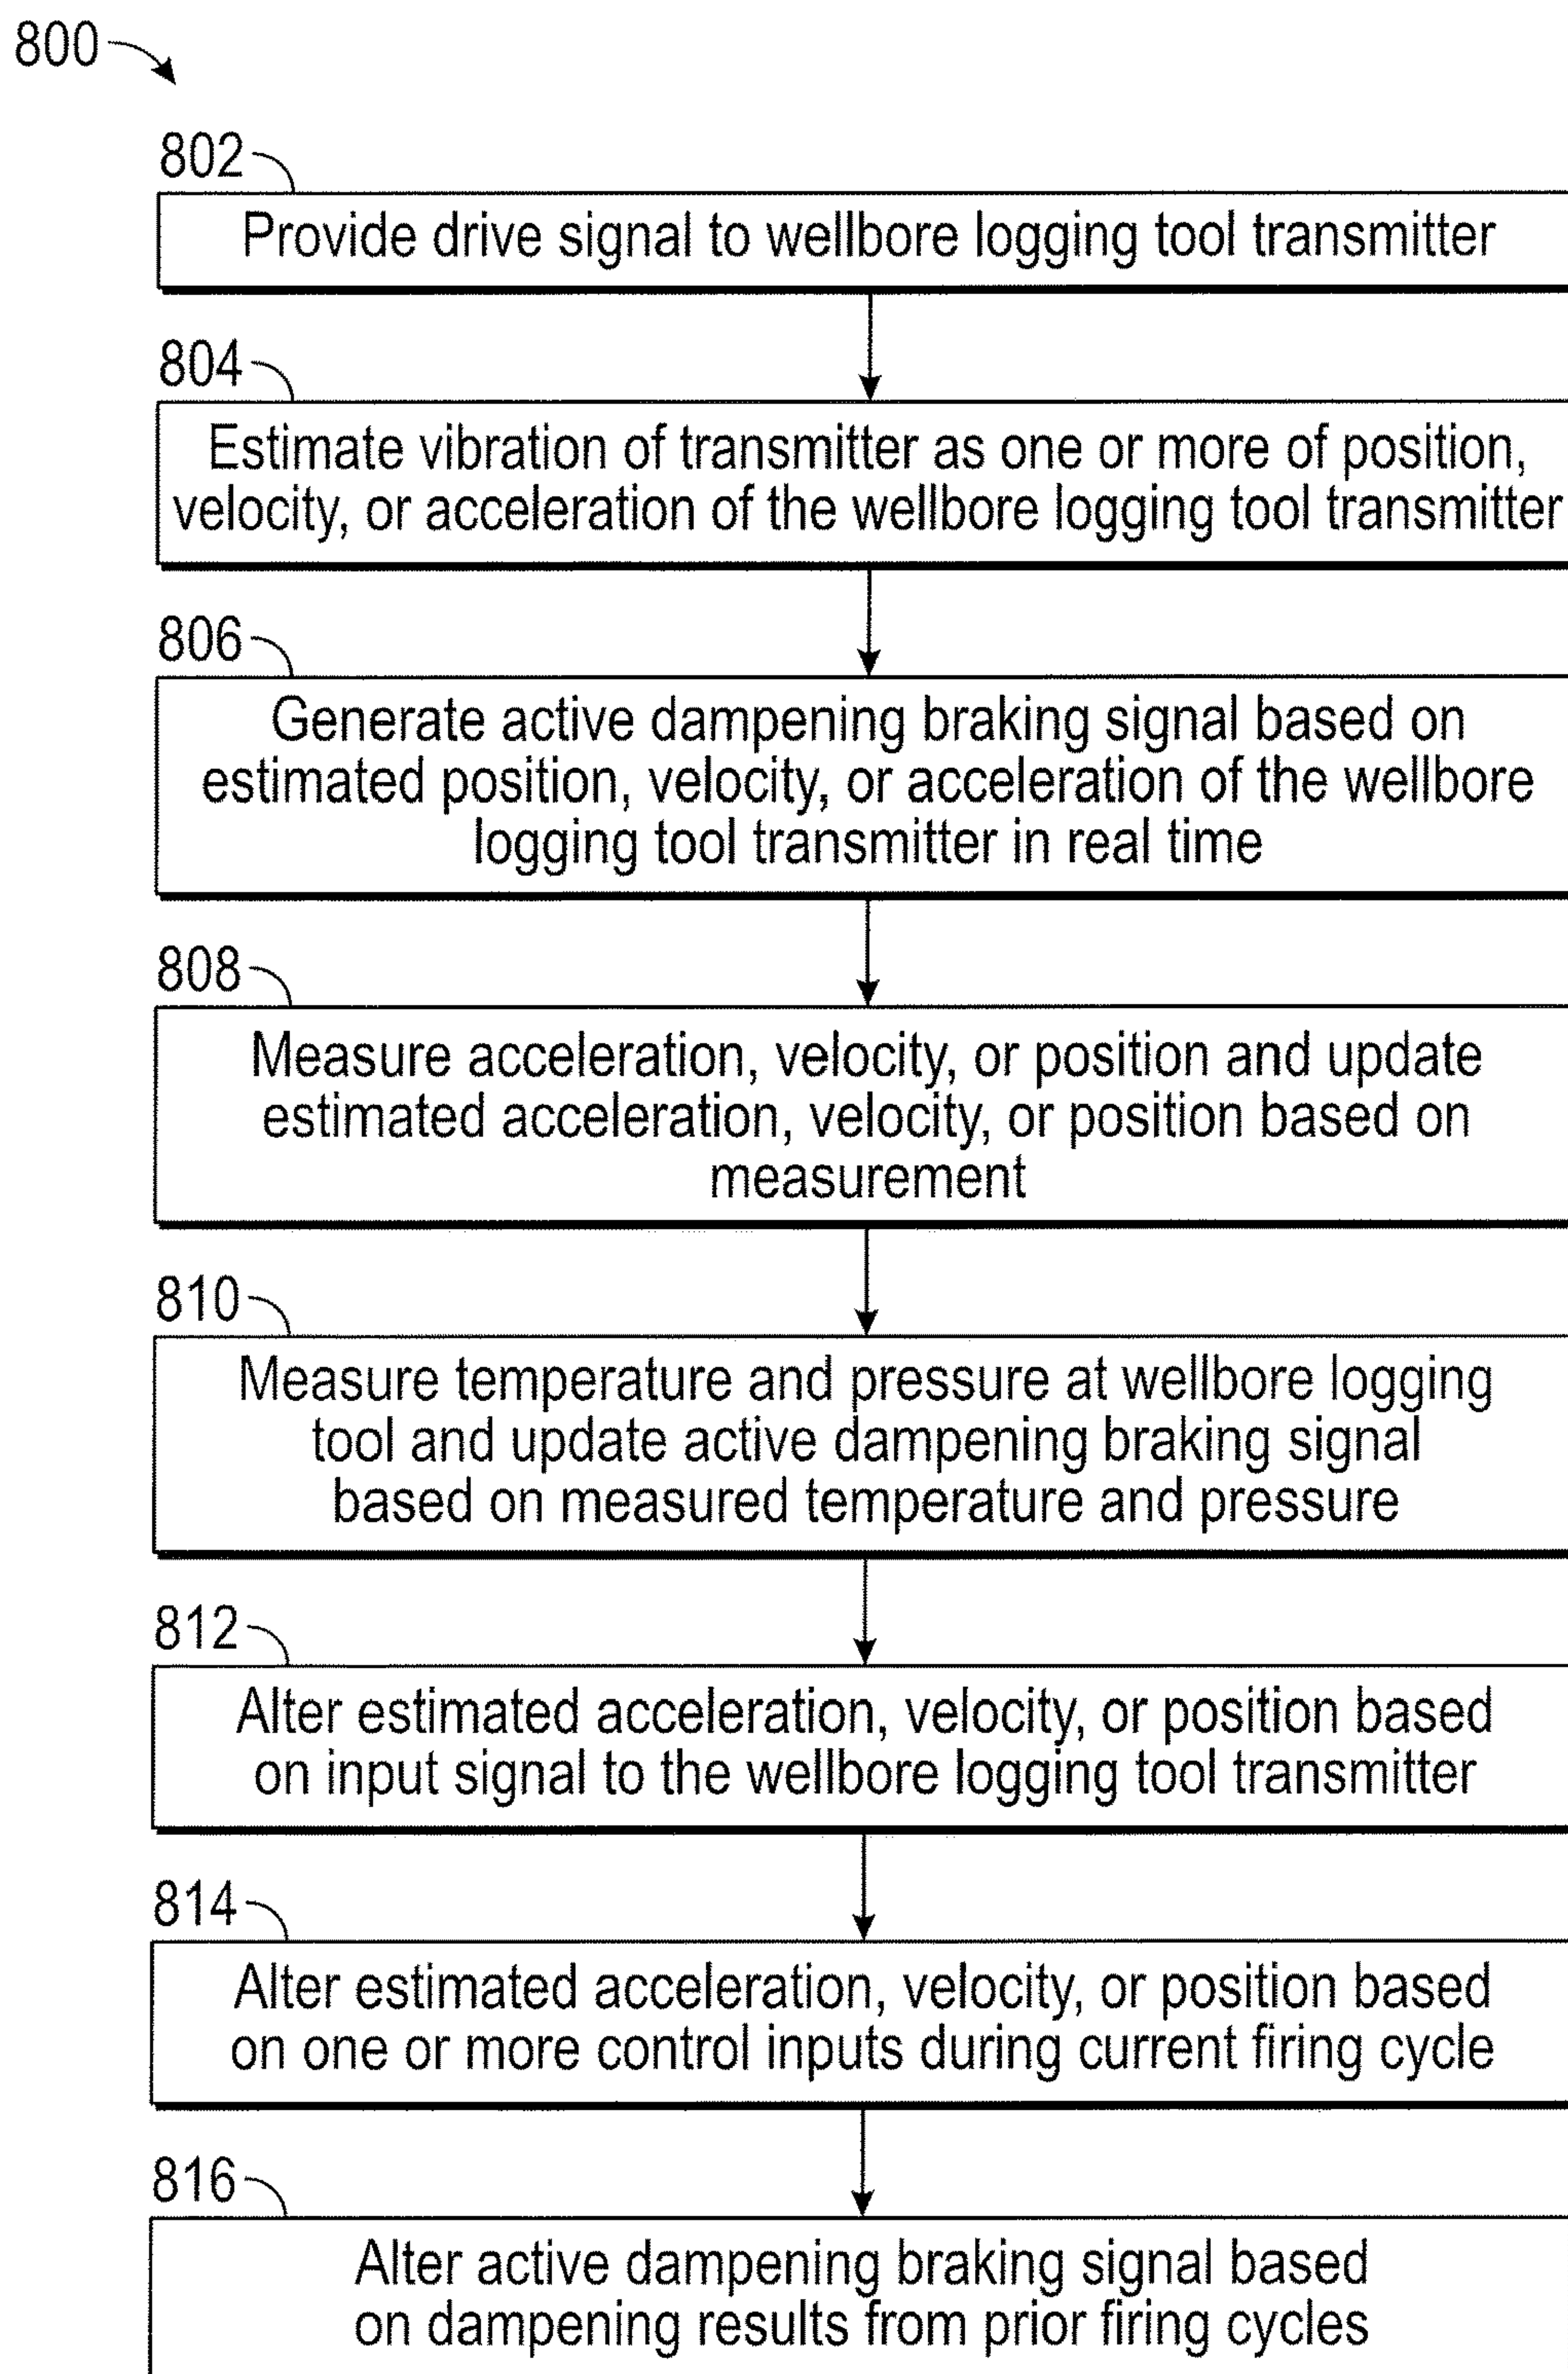 800
802
Provide drive signal to wellbore logging tool transmitter
804
Estimate vibration of transmitter as one or more of position,
velocity, or acceleration of the wellbore logging tool transmitter
806
Generate active dampening braking signal based on
estimated position, velocity, or acceleration of the wellbore
logging tool transmitter in real time
808
Measure acceleration, velocity, or position and update
estimated acceleration, velocity, or position based on
measurement
810
Measure temperature and pressure at wellbore logging
tool and update active dampening braking signal
based on measured temperature and pressure
812
Alter estimated acceleration, velocity, or position based
on input signal to the wellbore logging tool transmitter
814
Alter estimated acceleration, velocity, or position based
on one or more control inputs during current firing cycle
816
Alter active dampening braking signal based
on dampening results from prior firing cycles